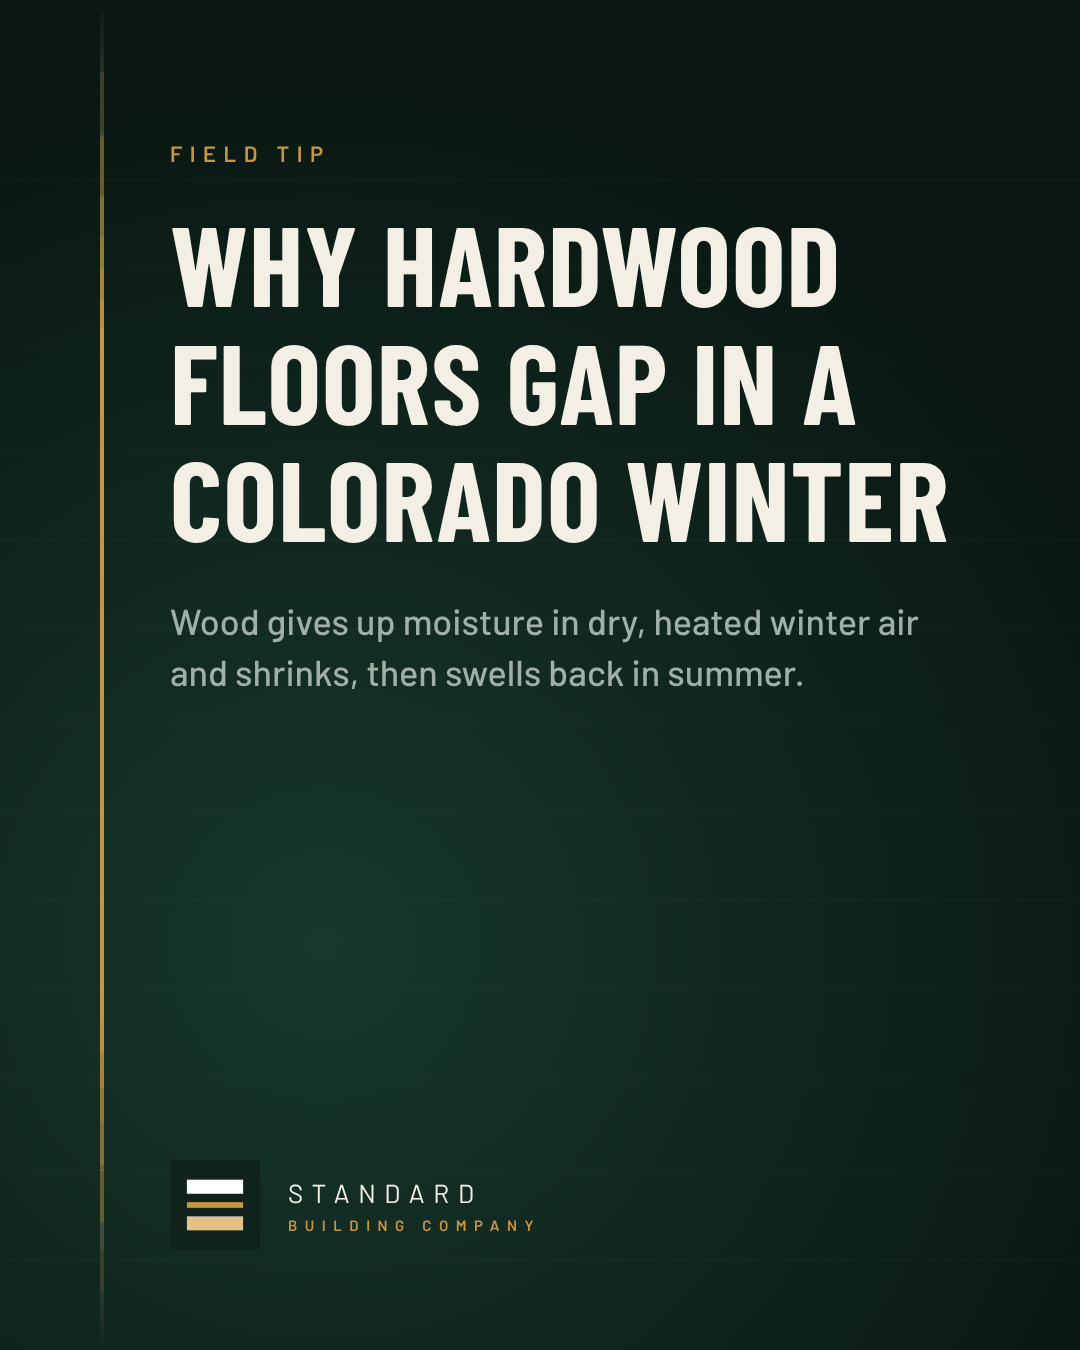 FIELD TIP
WHY HARDWOOD
FLOORS GAP IN A
COLORADO WINTER
Wood gives up moisture in dry, heated winter air
and shrinks, then swells back in summer.
STANDARD
BUILDING COMPANY